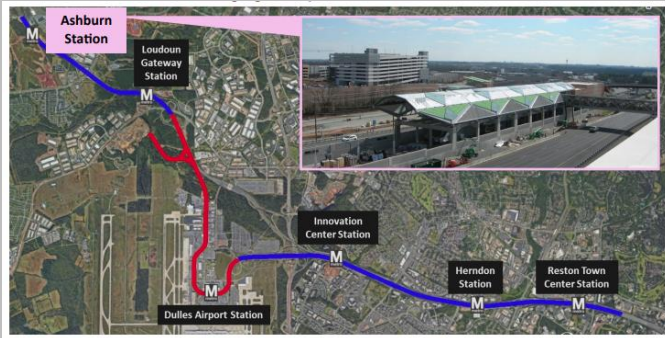 Ashburn
Station
M
Loudoun
Gateway
Station
M
Innovation
Center Station
M
Herndon
Station
M
Reston Town
Center Station
M
M
Dulles Airport Station